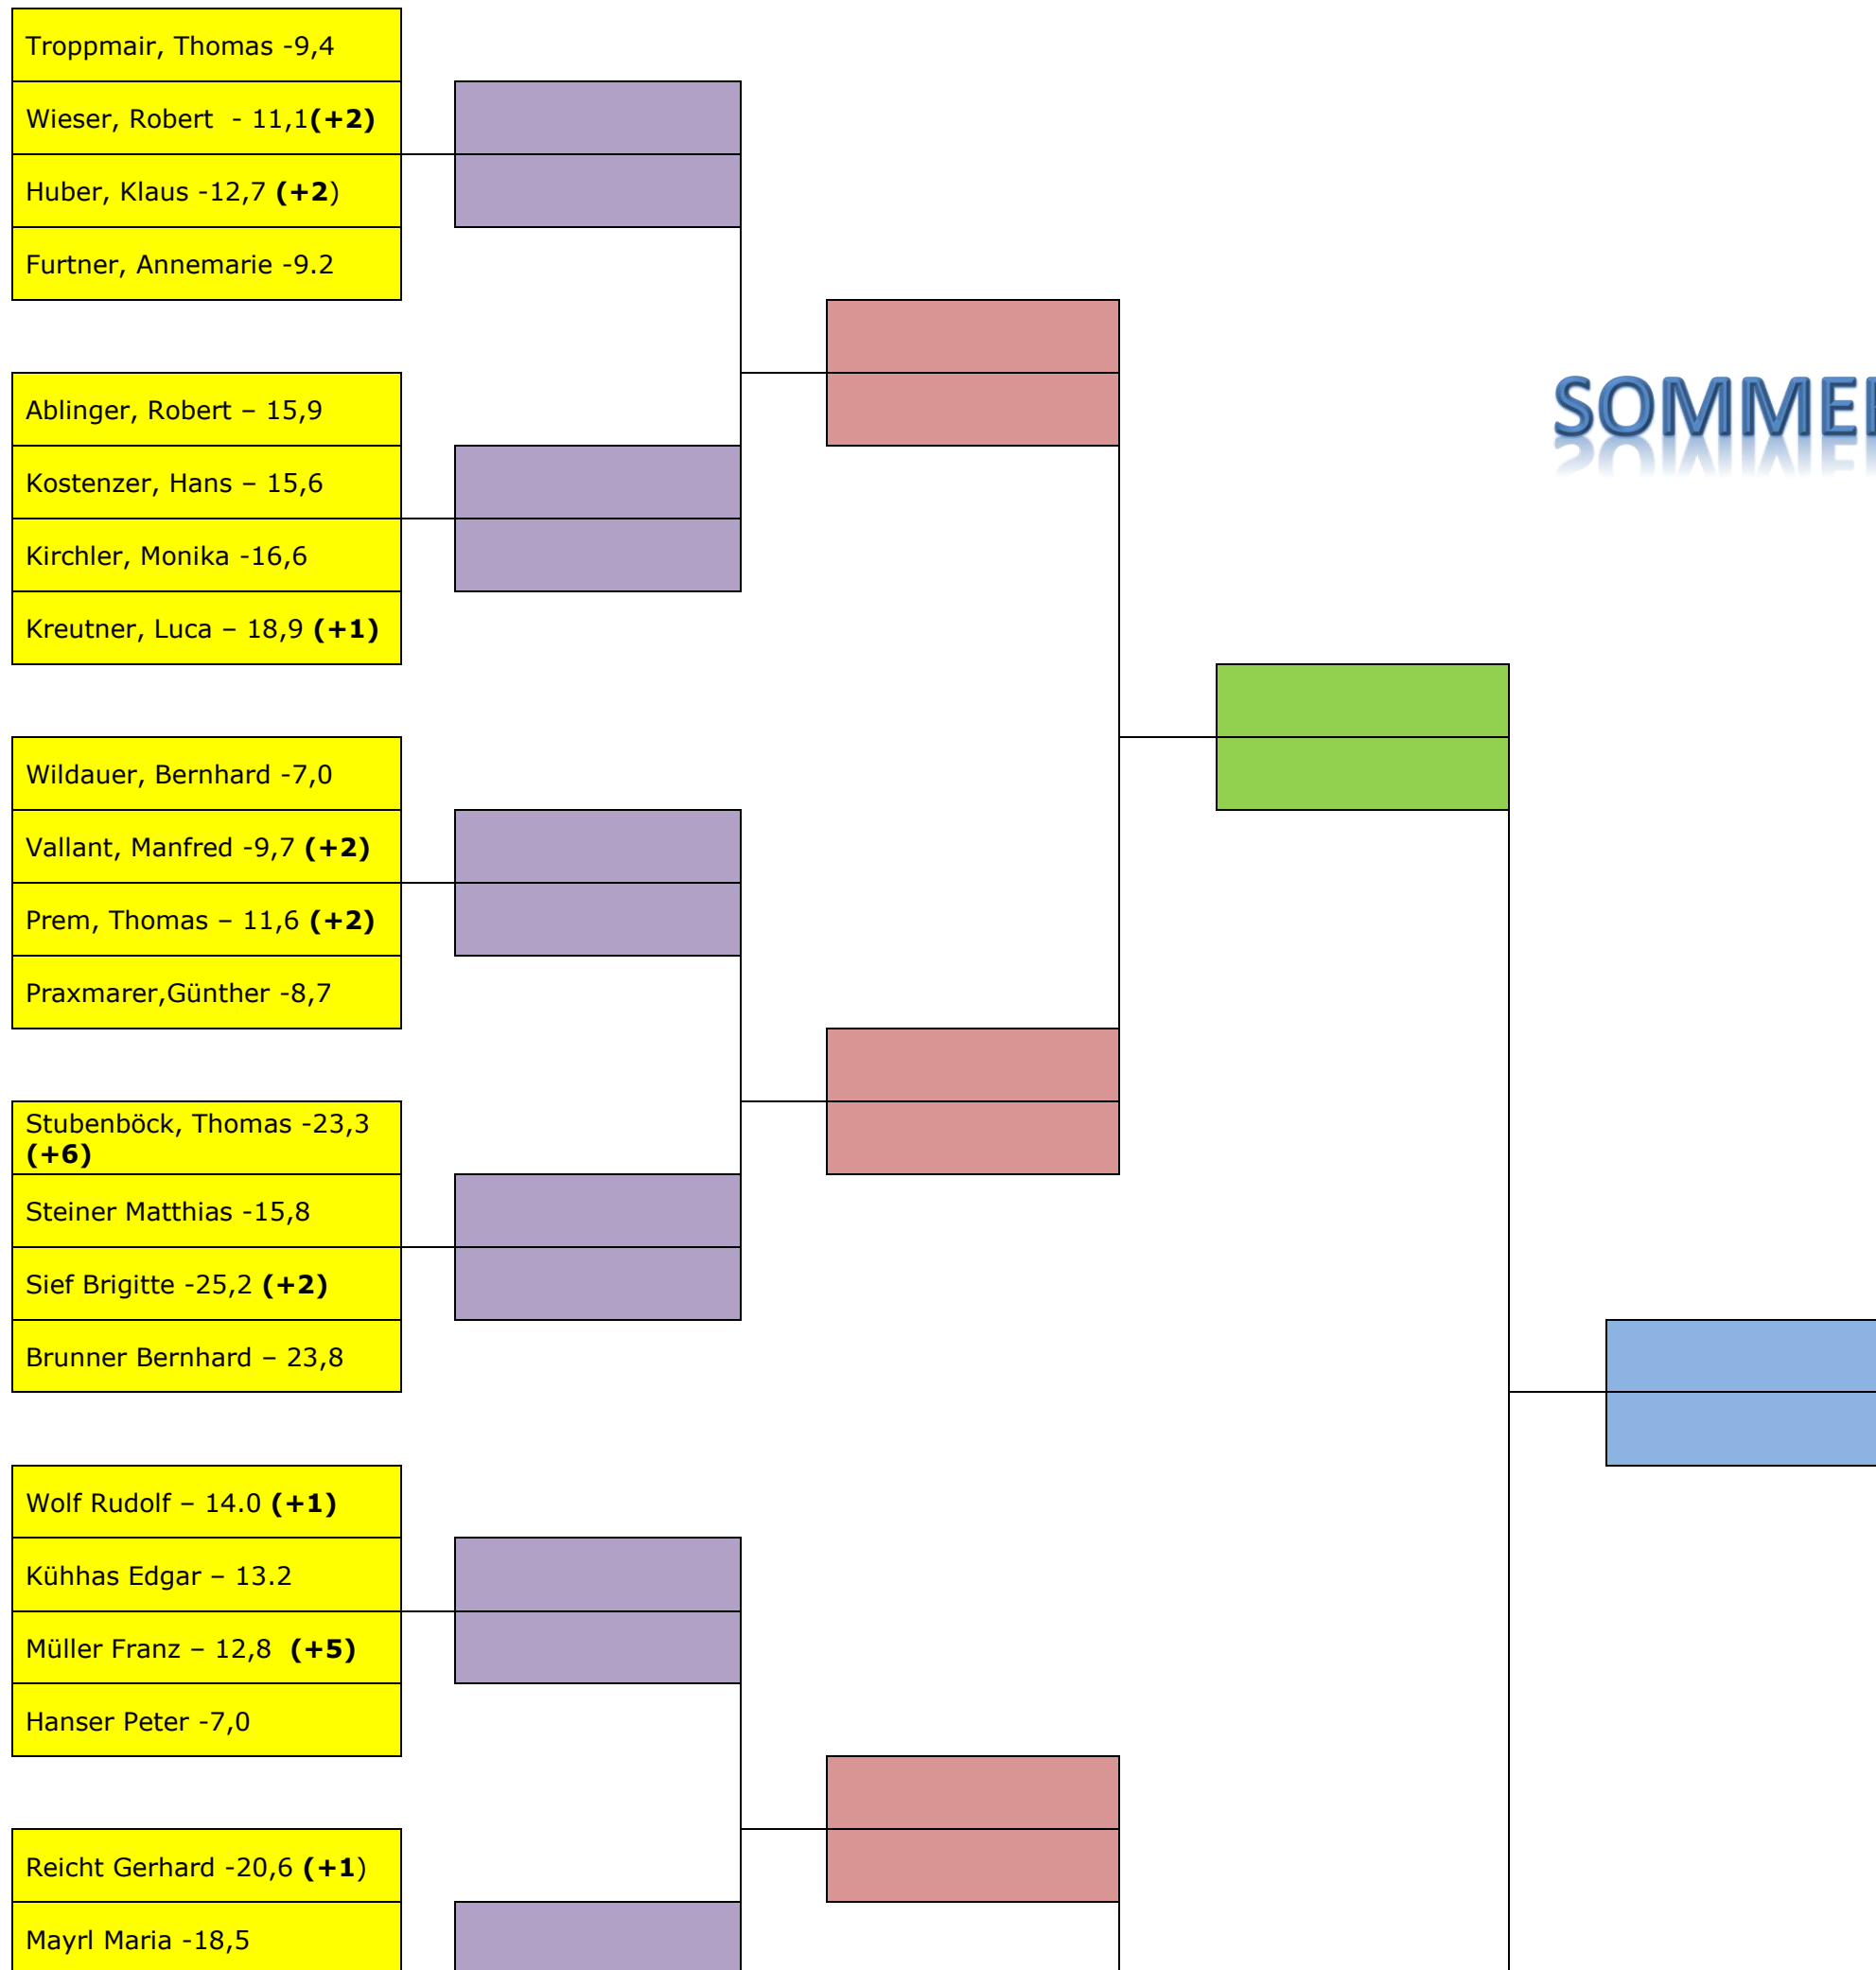 Troppmair, Thomas -9,4
Wieser, Robert  - 11,1(+2)
Huber, Klaus -12,7 (+2)
Furtner, Annemarie -9.2
Ablinger, Robert – 15,9
Kostenzer, Hans – 15,6
Kirchler, Monika -16,6
Kreutner, Luca – 18,9 (+1)
SOMMER
Wildauer, Bernhard -7,0
Vallant, Manfred -9,7 (+2)
Prem, Thomas – 11,6 (+2)
Praxmarer,Günther -8,7
Stubenböck, Thomas -23,3
(+6)
Steiner Matthias -15,8
Sief Brigitte -25,2 (+2)
Brunner Bernhard – 23,8
Wolf Rudolf – 14.0 (+1)
Kühhas Edgar – 13.2
Müller Franz – 12,8  (+5)
Hanser Peter -7,0
Reicht Gerhard -20,6 (+1)
Mayrl Maria -18,5